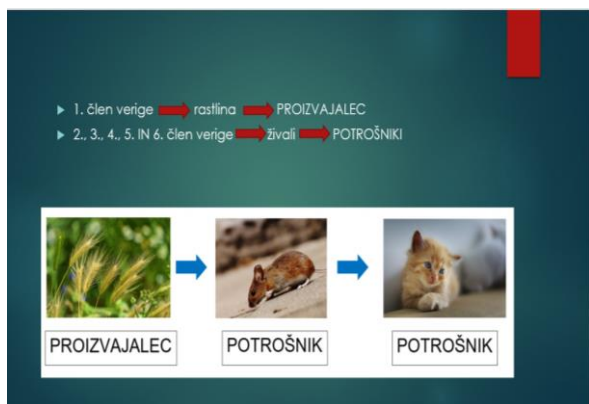 1. člen verige rastlina PROIZVAJALEC
2., 3., 4., 5. IN 6. člen verige živali POTROŠNIKI
PROIZVAJALEC POTROŠNIK POTROŠNIK